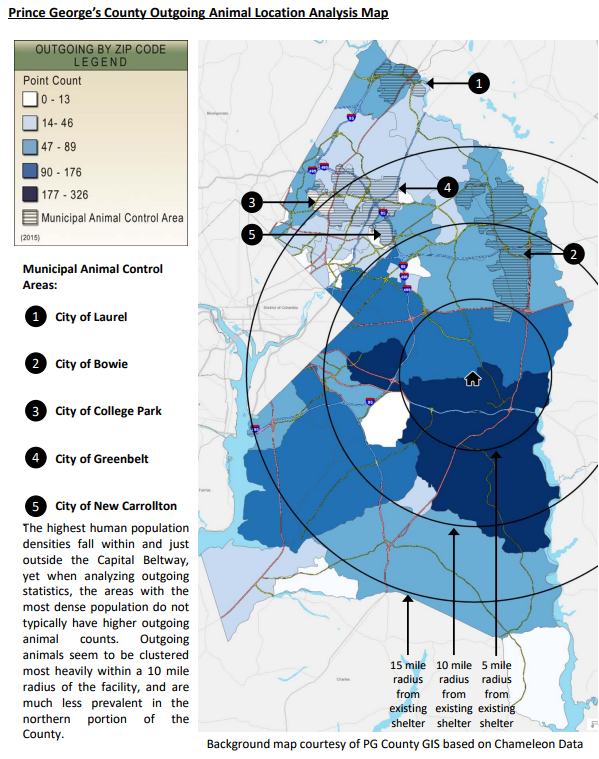 Prince George's County Outgoing Animal Location Analysis Map
OUTGOING BY ZIP CODE
LEGEND
Point Count
0 - 13
14- 46
47 - 89
90 - 176
177 - 326
Municipal Animal Control Area
(2015)
Municipal Animal Control
Areas:
1 City of Laurel
2 City of Bowie
3 City of College Park
4 City of Greenbelt
5 City of New Carrollton
The highest human population
densities fall within and just
outside the Capital Beltway,
yet when analyzing outgoing
statistics, the areas with the
most dense population do not
typically have higher outgoing
animal counts. Outgoing
animals seem to be clustered
most heavily within a 10 mile
radius of the facility, and are
much less prevalent in the
northern portion of the
County.
1
4
3
5
2
District of Columbia
Charles
15 mile
radius
from
existing
shelter
10 mile
radius
from
existing
shelter
5 mile
radius
from
existing
shelter
Background map courtesy of PG County GIS based on Chameleon Data